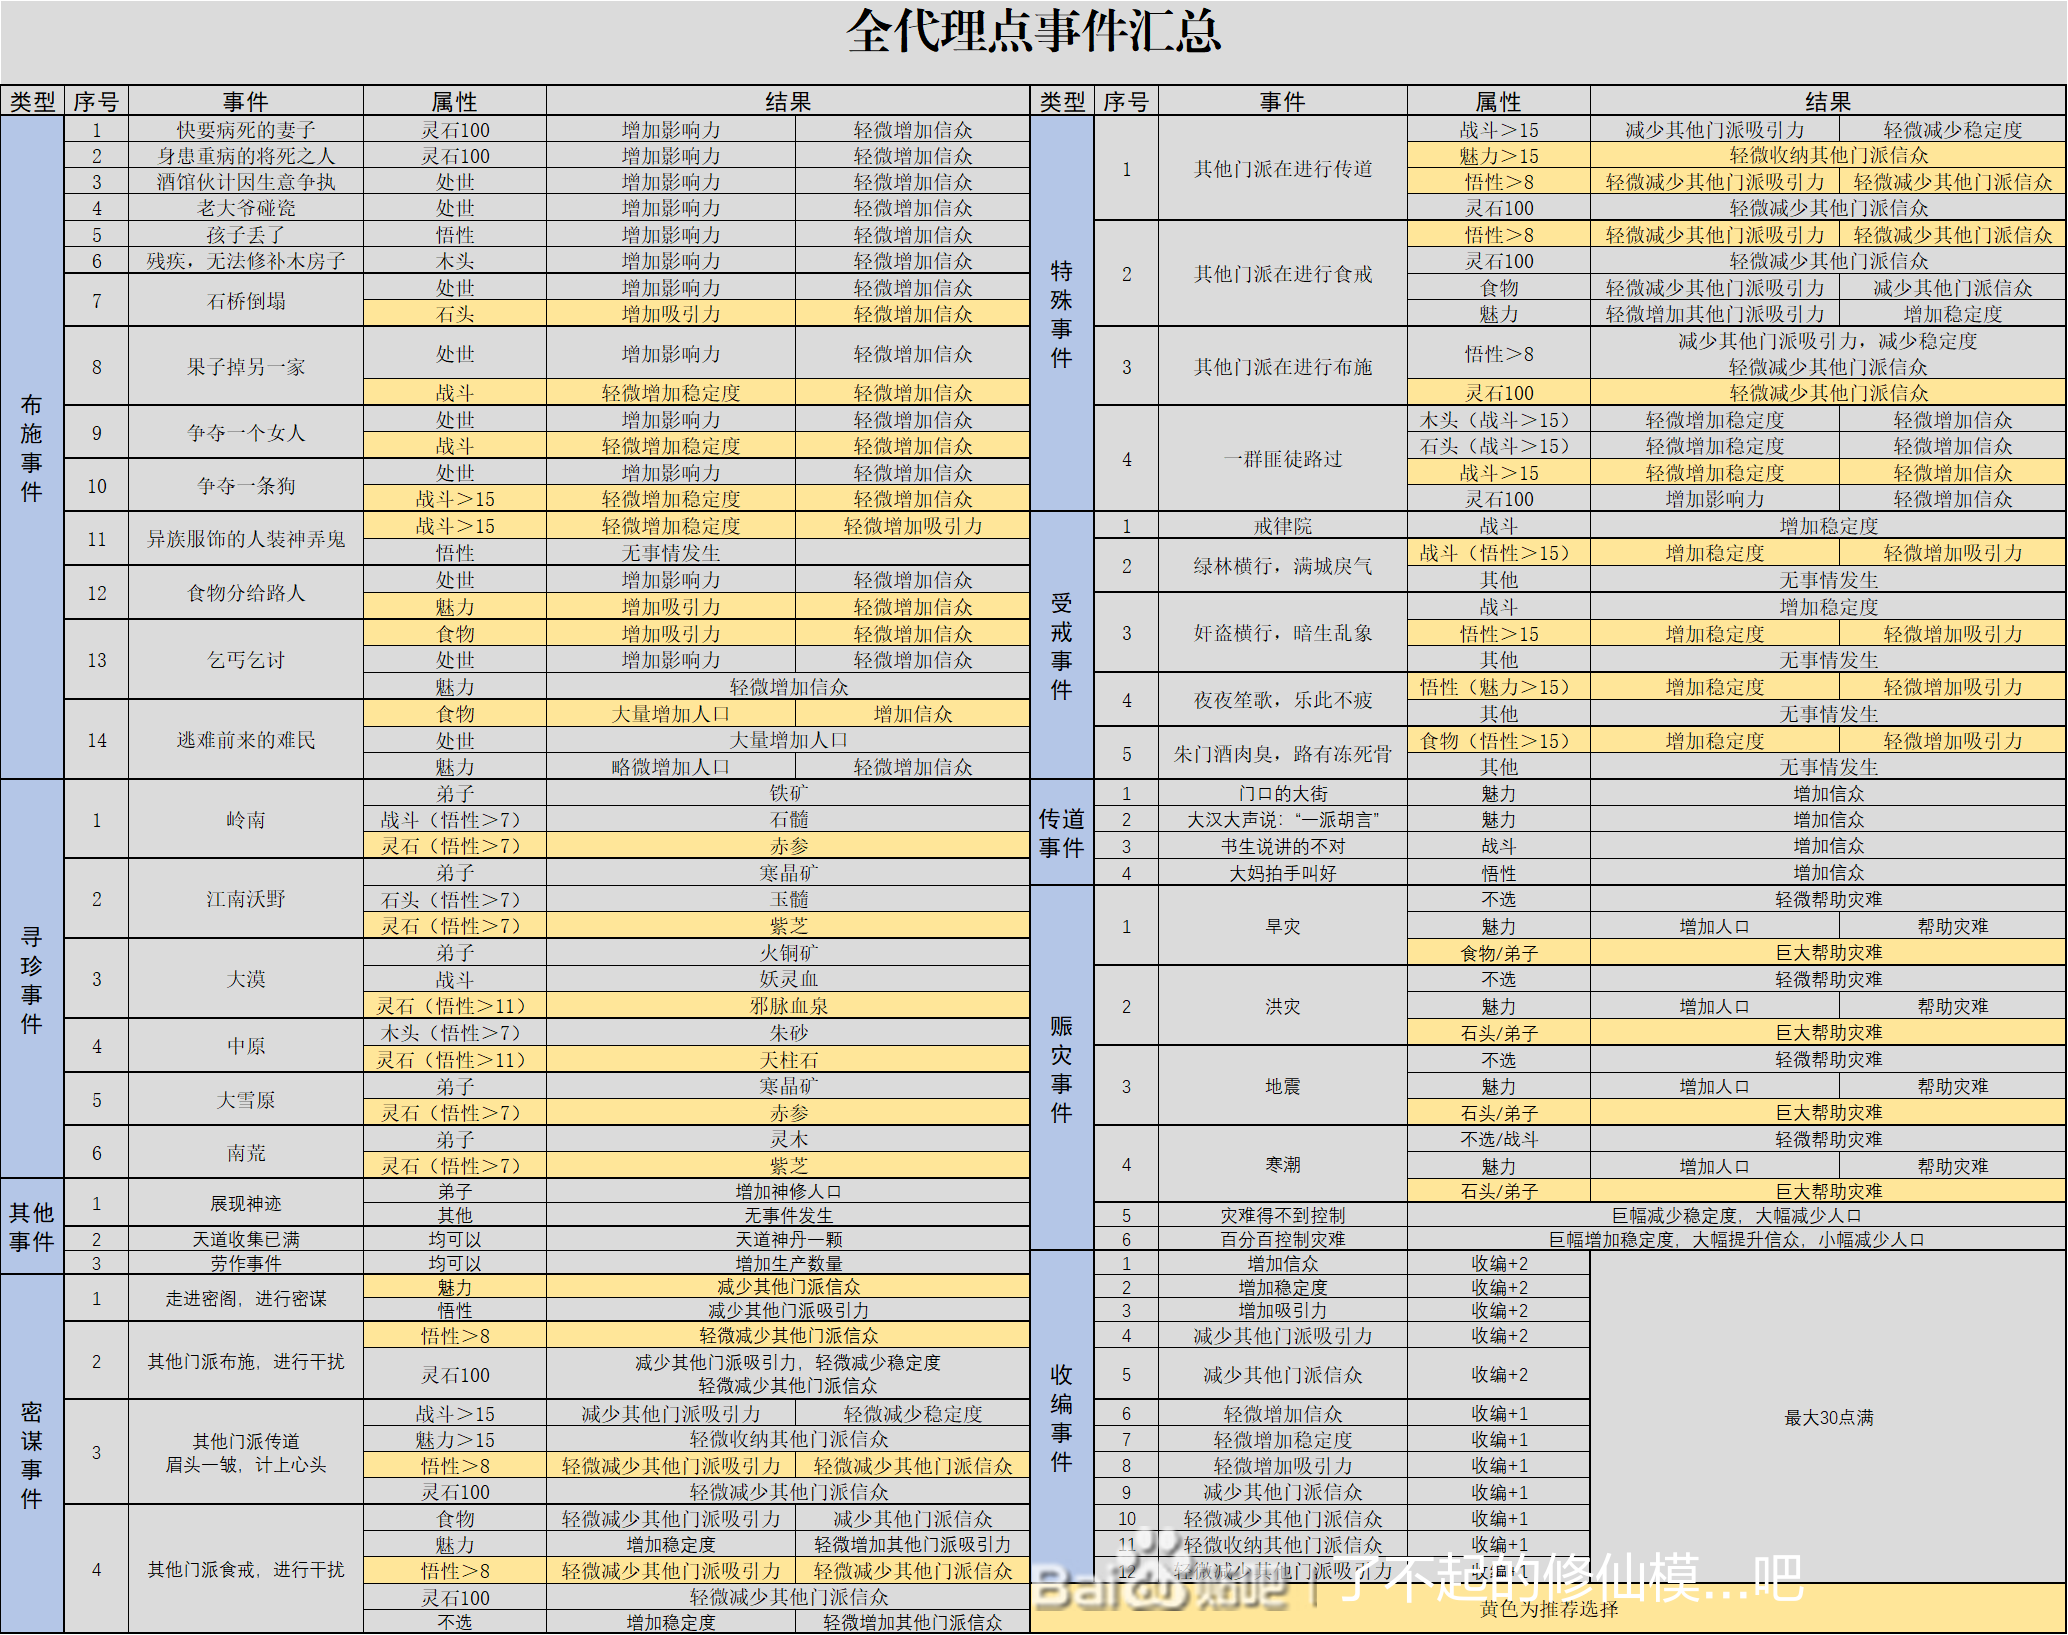 全代理点事件汇总
类型 序号 事件 属性 结果
布施事件
1 快要病死的妻子 灵石100 增加影响力 轻微增加信众
2 身患重病的将死之人 灵石100 增加影响力 轻微增加信众
3 酒馆伙计因生意争执 处世 增加影响力 轻微增加信众
4 老大爷碰瓷 处世 增加影响力 轻微增加信众
5 孩子丢了 悟性 增加影响力 轻微增加信众
6 残疾，无法修补木房子 木头 增加影响力 轻微增加信众
7 石桥倒塌 处世 增加影响力 轻微增加信众
石头 增加吸引力 轻微增加信众
8 果子掉另一家 处世 增加影响力 轻微增加信众
战斗 轻微增加稳定度 轻微增加信众
9 争夺一个女人 处世 增加影响力 轻微增加信众
战斗 轻微增加稳定度 轻微增加信众
10 争夺一条狗 处世 增加影响力 轻微增加信众
战斗＞15 轻微增加稳定度 轻微增加信众
11 异族服饰的人装神弄鬼 战斗＞15 轻微增加稳定度 轻微增加吸引力
悟性 无事情发生
12 食物分给路人 处世 增加影响力 轻微增加信众
魅力 增加吸引力 轻微增加信众
13 乞丐乞讨 食物 增加吸引力 轻微增加信众
处世 增加影响力 轻微增加信众
魅力 轻微增加信众
14 逃难前来的难民 食物 大量增加人口 增加信众
处世 大量增加人口
魅力 略微增加人口 轻微增加信众
寻珍事件
1 岭南 弟子 铁矿
战斗（悟性＞7） 石髓
灵石（悟性＞7） 赤参
2 江南沃野 弟子 寒晶矿
石头（悟性＞7） 玉髓
灵石（悟性＞7） 紫芝
3 大漠 弟子 火铜矿
战斗 妖灵血
灵石（悟性＞11） 邪脉血泉
4 中原 木头（悟性＞7） 朱砂
灵石（悟性＞11） 天柱石
5 大雪原 弟子 寒晶矿
灵石（悟性＞7） 赤参
6 南荒 弟子 灵木
灵石（悟性＞7） 紫芝
其他事件
1 展现神迹 弟子 增加神修人口
其他 无事件发生
2 天道收集已满 均可以 天道神丹一颗
3 劳作事件 均可以 增加生产数量
密谋事件
1 走进密阁，进行密谋 魅力 减少其他门派信众
悟性 减少其他门派吸引力
2 其他门派布施，进行干扰 悟性＞8 轻微减少其他门派信众
灵石100 减少其他门派吸引力，轻微减少稳定度
轻微减少其他门派信众
3 其他门派传道
眉头一皱，计上心头
战斗＞15 减少其他门派吸引力 轻微减少稳定度
魅力＞15 轻微收纳其他门派信众
悟性＞8 轻微减少其他门派吸引力 轻微减少其他门派信众
灵石100 轻微减少其他门派信众
4 其他门派食戒，进行干扰 食物 轻微减少其他门派吸引力 减少其他门派信众
魅力 增加稳定度 轻微增加其他门派吸引力
悟性＞8 轻微减少其他门派吸引力 轻微减少其他门派信众
灵石100 轻微减少其他门派信众
不选 增加稳定度 轻微增加其他门派信众
类型 序号 事件 属性 结果
特殊事件
1 其他门派在进行传道 战斗＞15 减少其他门派吸引力 轻微减少稳定度
魅力＞15 轻微收纳其他门派信众
悟性＞8 轻微减少其他门派吸引力 轻微减少其他门派信众
灵石100 轻微减少其他门派信众
2 其他门派在进行食戒 悟性＞8 轻微减少其他门派吸引力 轻微减少其他门派信众
灵石100 轻微减少其他门派信众
食物 轻微减少其他门派吸引力 减少其他门派信众
魅力 轻微增加其他门派吸引力 增加稳定度
3 其他门派在进行布施 悟性＞8 减少其他门派吸引力，减少稳定度
轻微减少其他门派信众
灵石100 轻微减少其他门派信众
4 一群匪徒路过 木头（战斗＞15） 轻微增加稳定度 轻微增加信众
石头（战斗＞15） 轻微增加稳定度 轻微增加信众
战斗＞15 轻微增加稳定度 轻微增加信众
灵石100 增加影响力 轻微增加信众
受戒事件
1 戒律院 战斗 增加稳定度
2 绿林横行，满城戾气 战斗（悟性＞15） 增加稳定度 轻微增加吸引力
其他 无事情发生
3 奸盗横行，暗生乱象 战斗 增加稳定度
悟性＞15 增加稳定度 轻微增加吸引力
其他 无事情发生
4 夜夜笙歌，乐此不疲 悟性（魅力＞15） 增加稳定度 轻微增加吸引力
其他 无事情发生
5 朱门酒肉臭，路有冻死骨 食物（悟性＞15） 增加稳定度 轻微增加吸引力
其他 无事情发生
传道事件
1 门口的大街 魅力 增加信众
2 大汉大声说：“一派胡言” 魅力 增加信众
3 书生说讲的不对 战斗 增加信众
4 大妈拍手叫好 悟性 增加信众
赈灾事件
1 旱灾 不选 轻微帮助灾难
魅力 增加人口 帮助灾难
食物/弟子 巨大帮助灾难
2 洪灾 不选 轻微帮助灾难
魅力 增加人口 帮助灾难
石头/弟子 巨大帮助灾难
3 地震 不选 轻微帮助灾难
魅力 增加人口 帮助灾难
石头/弟子 巨大帮助灾难
4 寒潮 不选/战斗 轻微帮助灾难
魅力 增加人口 帮助灾难
石头/弟子 巨大帮助灾难
5 灾难得不到控制 巨幅减少稳定度，大幅减少人口
6 百分百控制灾难 巨幅增加稳定度，大幅提升信众，小幅减少人口
收编事件
1 增加信众 收编+2
2 增加稳定度 收编+2
3 增加吸引力 收编+2
4 减少其他门派吸引力 收编+2
5 减少其他门派信众 收编+2
6 轻微增加信众 收编+1
7 轻微增加稳定度 收编+1
8 轻微增加吸引力 收编+1
9 减少其他门派信众 收编+1
10 轻微减少其他门派信众 收编+1
11 轻微收纳其他门派信众 收编+1
12 轻微减少其他门派吸引力 收编+1
最大30点满
黄色为推荐选择
Bai贴吧 | 了不起的修仙模...吧